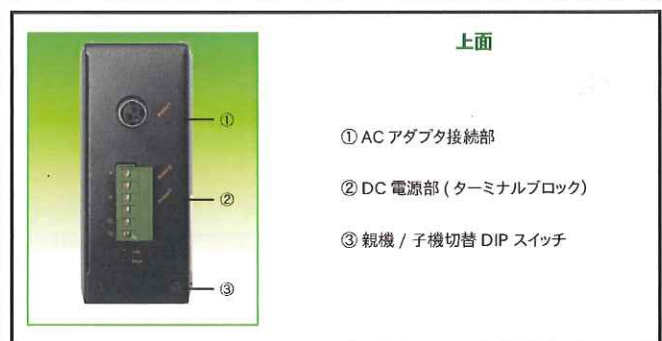 上面
①
②
③
① AC アダプタ接続部
② DC 電源部 ( ターミナルブロック)
③ 親機 / 子機切替 DIP スイッチ